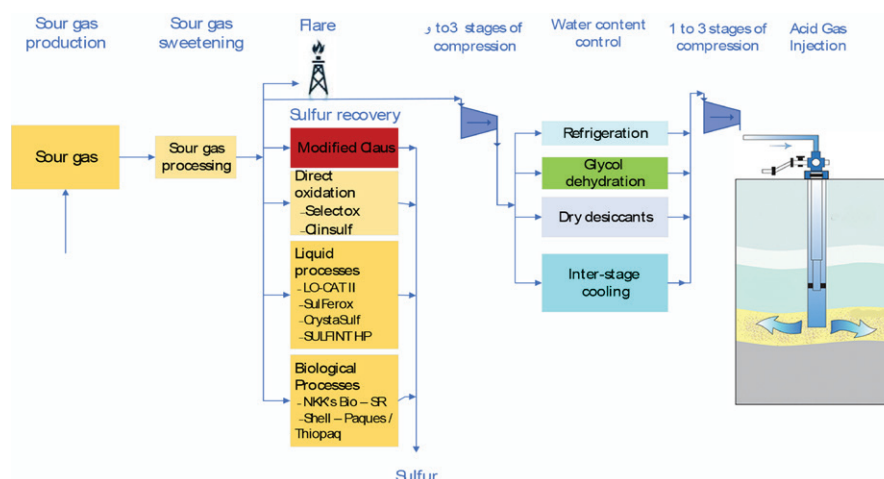 Sour gas
production
Sour gas
sweetening
Flare
و to3 stages of
compression
Water content
control
1 to 3 stages of
compression
Acid Gas
Injection
Sour gas
Sour gas
processing
Sulfur recovery
Modified Claus
Direct
oxidation
-Selectox
-Clinsulf
Liquid
processes
-LO-CAT II
-SulFerox
-CrystaSulf
-SULFINT HP
Biological
Processes
-NKK's Bio – SR
-Shell – Paques /
Thiopaq
Sulfur
Refrigeration
Glycol
dehydration
Dry desiccants
Inter-stage
cooling